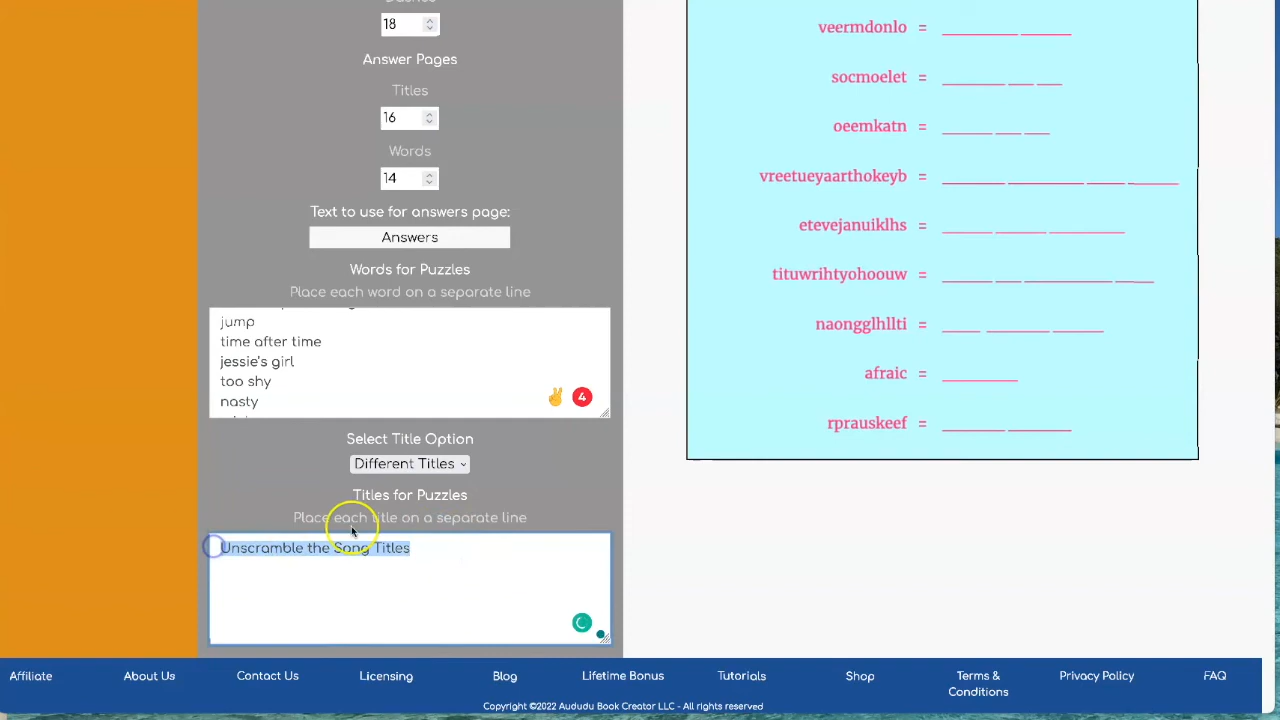 18
Answer Pages
Titles
16
Words
14
Text to use for answers page:
Answers
Words for Puzzles
Place each word on a separate line
jump
time after time
jessie's girl
too shy
nasty
4
Select Title Option
Different Titles
Titles for Puzzles
Place each title on a separate line
Unscramble the Song Titles
veermdonlo =
socmoelet =
oeemkatn =
vreetueyaarthokeyb =
etevejanuiklhs =
tituwrihtyohoouw =
naongglhllti =
afraic =
rprauskeef =
Affiliate
About Us
Contact Us
Licensing
Blog
Lifetime Bonus
Tutorials
Shop
Terms &
Conditions
Privacy Policy
FAQ
Copyright ©2022 Aududu Book Creator LLC - All rights reserved